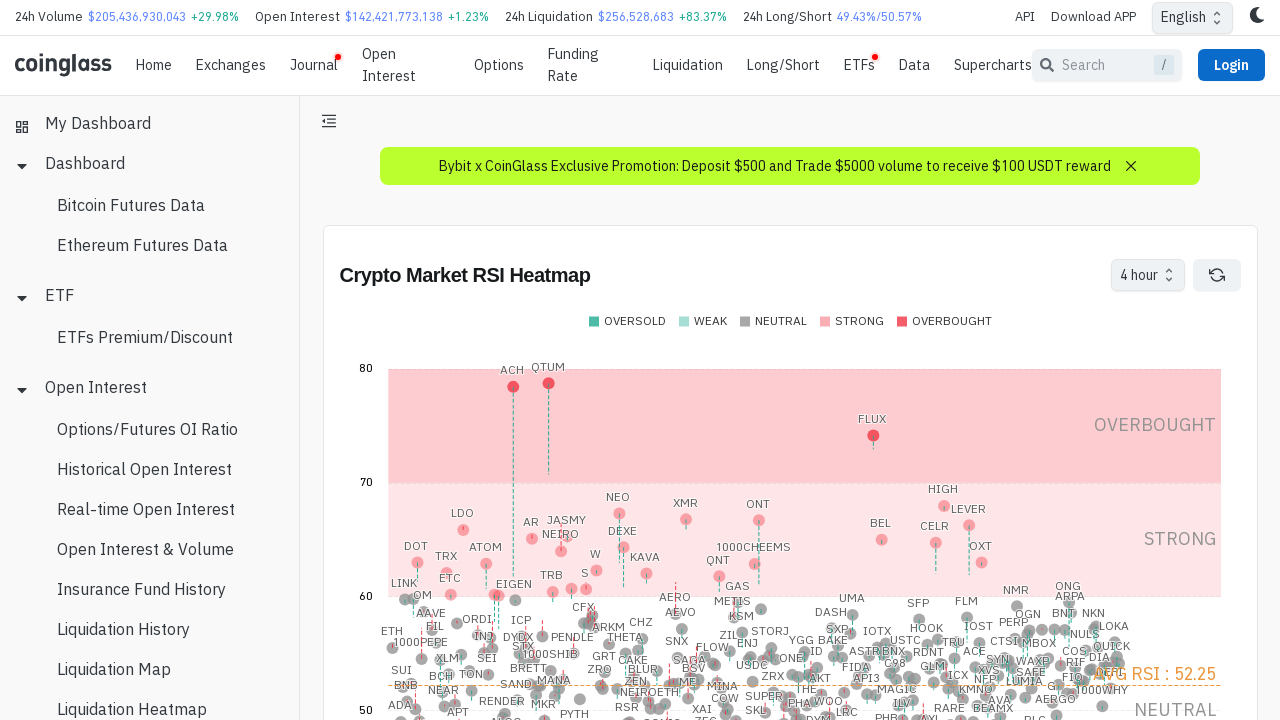 24h Volume $205,436,930,043 +29.98% Open Interest $142,421,773,138 +1.23% 24h Liquidation $256,528,683 +83.37% 24h Long/Short 49.43%/50.57% API Download APP English
coinglass Home Exchanges Journal Open Interest Options Funding Rate Liquidation Long/Short ETFs Data Supercharts Search / Login
My Dashboard
Dashboard
Bitcoin Futures Data
Ethereum Futures Data
ETF
ETFs Premium/Discount
Open Interest
Options/Futures OI Ratio
Historical Open Interest
Real-time Open Interest
Open Interest & Volume
Insurance Fund History
Liquidation History
Liquidation Map
Liquidation Heatmap
Bybit x CoinGlass Exclusive Promotion: Deposit $500 and Trade $5000 volume to receive $100 USDT reward
Crypto Market RSI Heatmap
4 hour
OVERSOLD WEAK NEUTRAL STRONG OVERBOUGHT
80
ACH QTUM
FLUX
OVERBOUGHT
70
HIGH
NEO XMR ONT
LEVER
LDO AR JASMY BEL CELR
NEIRO DEXE
STRONG
DOT ATOM 1000CHEEMS OXT
TRX W KAVA QNT
ETC TRB S
LINK EIGEN GAS NMR ONG
60
OM AERO METIS UMA SFP FLM ARPA
AAVE CFX AEVO DASH BNT NKN
FIL ORDI ICP ARKM CHZ KSM OGN
ETH 1000PEPE INJ DYDX PENDLE THETA SNX ZIL STORJ SXP IOTX HOOK IOST PERP LOKA
STX 1000SHIB GRT FLOW ENJ YGG BAKE USTC TRU CTSI MBOX NULS QUICK
SUI XLM SEI CAKE SAGA USDC ONE ID ASTR BNX RDNT ACE SYN COS DIA
BCH TON BRETT ZRO BLUR BSV ZRX FIDA C98 GLM XVS WAXP RIF
AVG RSI : 52.25
BNB NEAR SAND MANA ZEN UMEE MINA THE AKT API3 ICX NFP SAFE FIO
ADA RENDER MKR NEIROETH COW SUPER WOO MAGIC KMNO LUMIA 1000WHY
APT PYTH RSR XAI SKL PHA LRC ILV RARE AVA AERGO
BEAMX
NEUTRAL
50
DYM PHB AXL